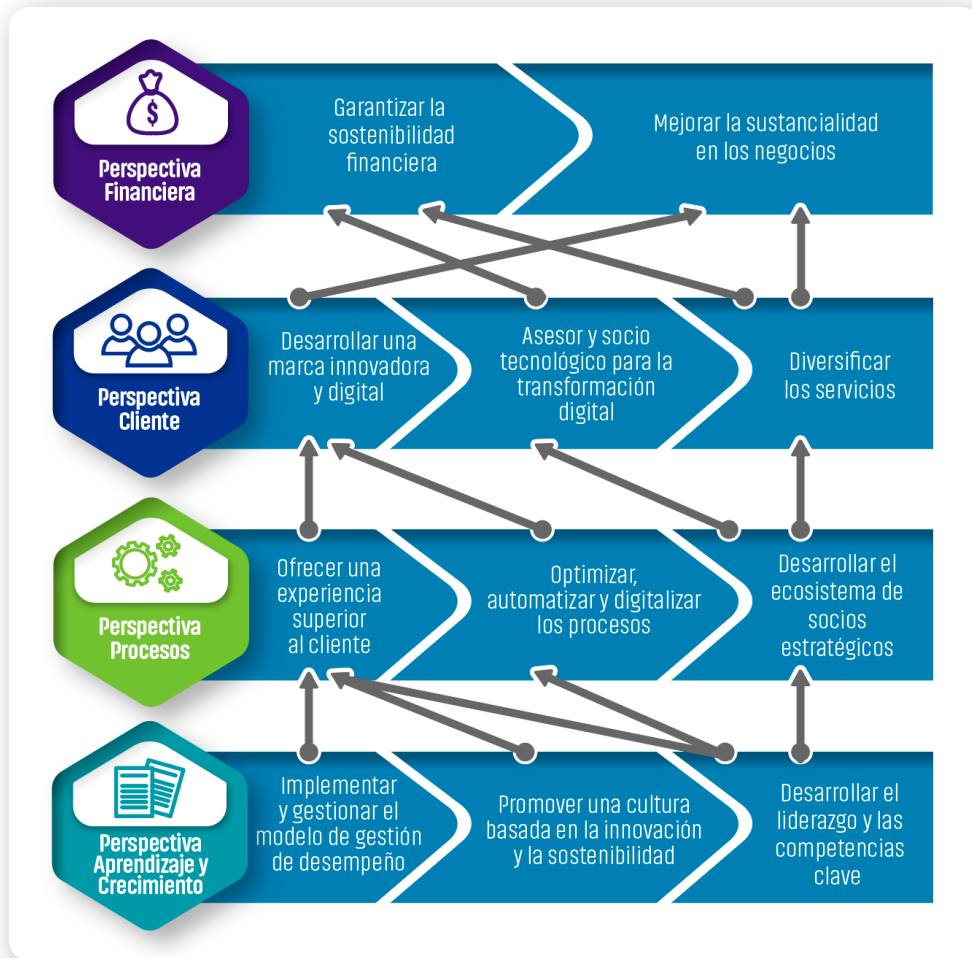 $
Perspectiva
Financiera
Garantizar la
sostenibilidad
financiera
Mejorar la sustancialidad
en los negocios
Perspectiva
Cliente
Desarrollar una
marca innovadora
y digital
Asesor y socio
tecnológico para la
transformación
digital
Diversificar
los servicios
Perspectiva
Procesos
Ofrecer una
experiencia
superior
al cliente
Optimizar,
automatizar y digitalizar
los procesos
Desarrollar el
ecosistema de
socios
estratégicos
Perspectiva
Aprendizaje y
Crecimiento
Implementar
y gestionar el
modelo de gestión
de desempeño
Promover una cultura
basada en la innovación
y la sostenibilidad
Desarrollar el
liderazgo y las
competencias
clave